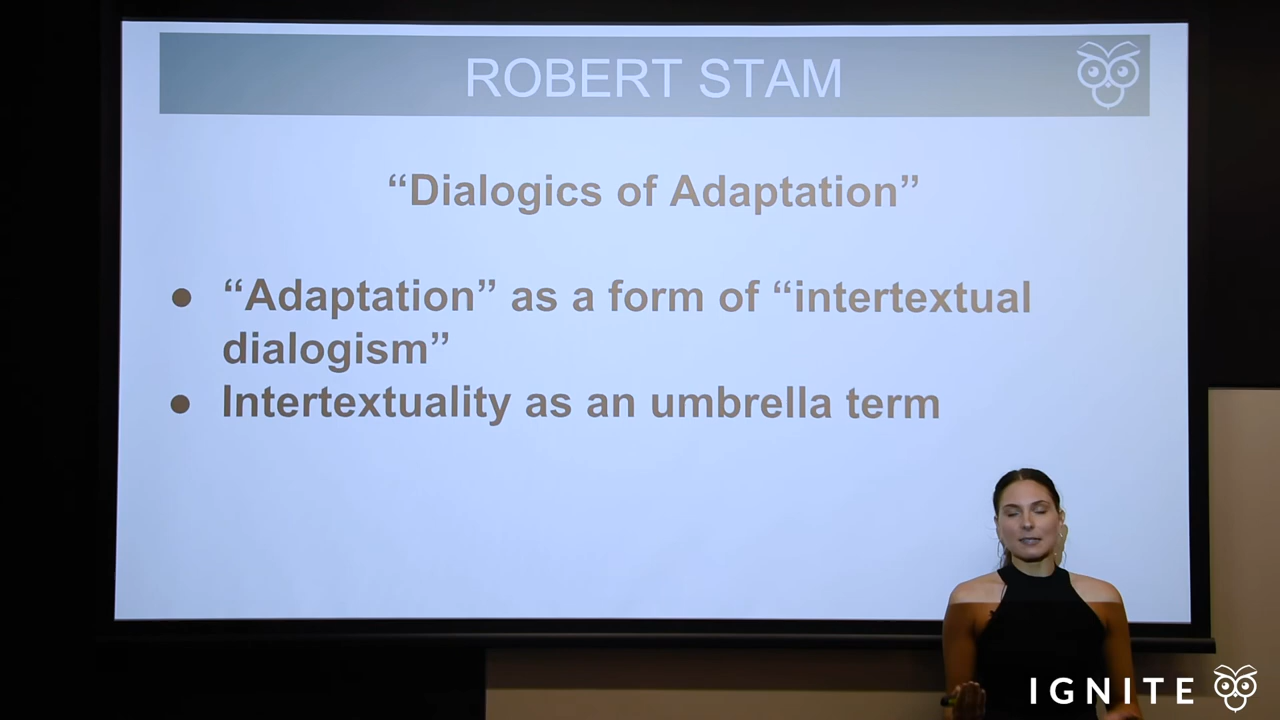 ROBERT STAM
“Dialogics of Adaptation”
● “Adaptation” as a form of “intertextual
dialogism”
● Intertextuality as an umbrella term
IGNITE